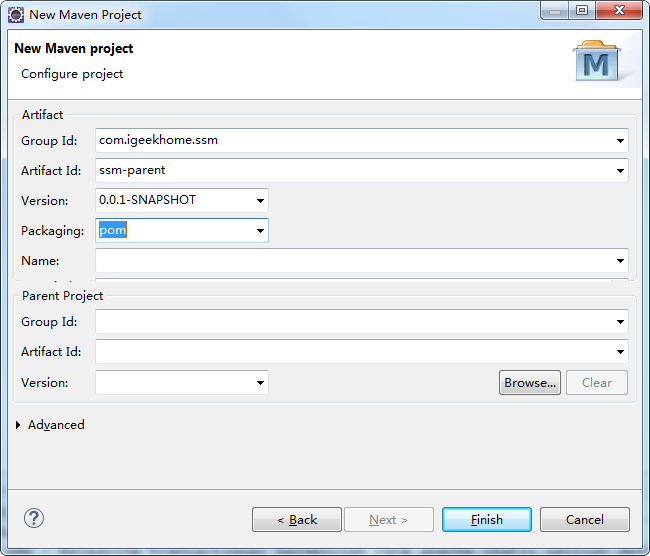 New Maven Project
New Maven project
Configure project
M
Artifact
Group Id: com.igeekhome.ssm
Artifact Id: ssm-parent
Version: 0.0.1-SNAPSHOT
Packaging: pom
Name:
Parent Project
Group Id:
Artifact Id:
Version: Browse... Clear
Advanced
? < Back Next > Finish Cancel